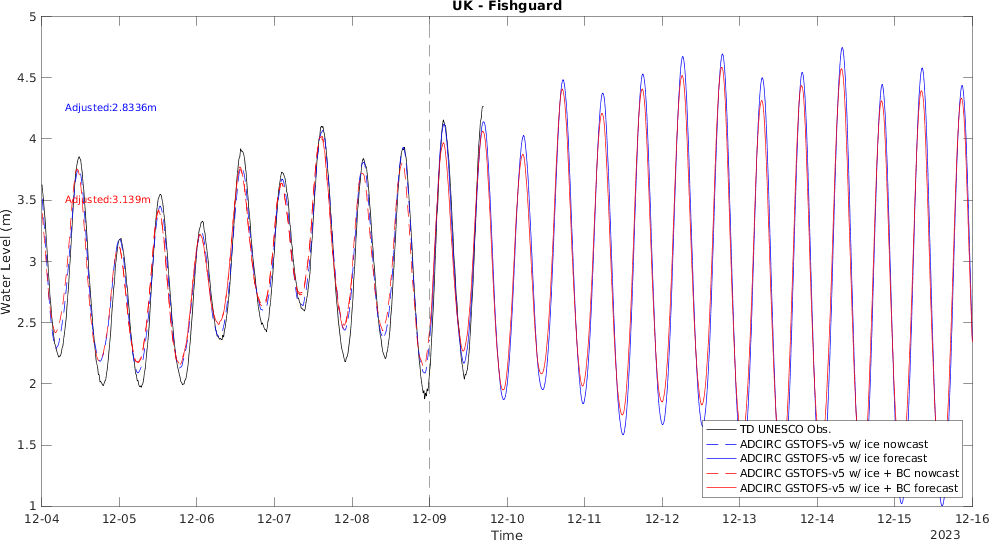 UK - Fishguard
5
4.5
4
3.5
3
2.5
2
1.5
1
Water Level (m)
Adjusted:2.8336m
Adjusted:3.139m
TD UNESCO Obs.
ADCIRC GSTOFS-v5 w/ ice nowcast
ADCIRC GSTOFS-v5 w/ ice forecast
ADCIRC GSTOFS-v5 w/ ice + BC nowcast
ADCIRC GSTOFS-v5 w/ ice + BC forecast
12-04 12-05 12-06 12-07 12-08 12-09 12-10 12-11 12-12 12-13 12-14 12-15 12-16
Time
2023